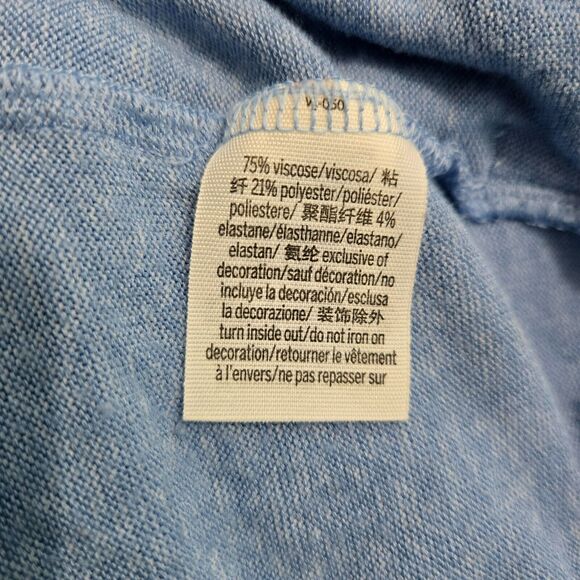 75% viscose/viscosa/ 粘
纤 21% polyester/poliéster/
poliestere/ 聚酯纤维 4%
elastane/élasthanne/elastano/
elastan/ 氨纶 exclusive of
decoration/sauf décoration/no
incluye la decoración/esclusa
la decorazione/ 装饰除外
turn inside out/do not iron on
decoration/retourner le vêtement
à l'envers/ne pas repasser sur